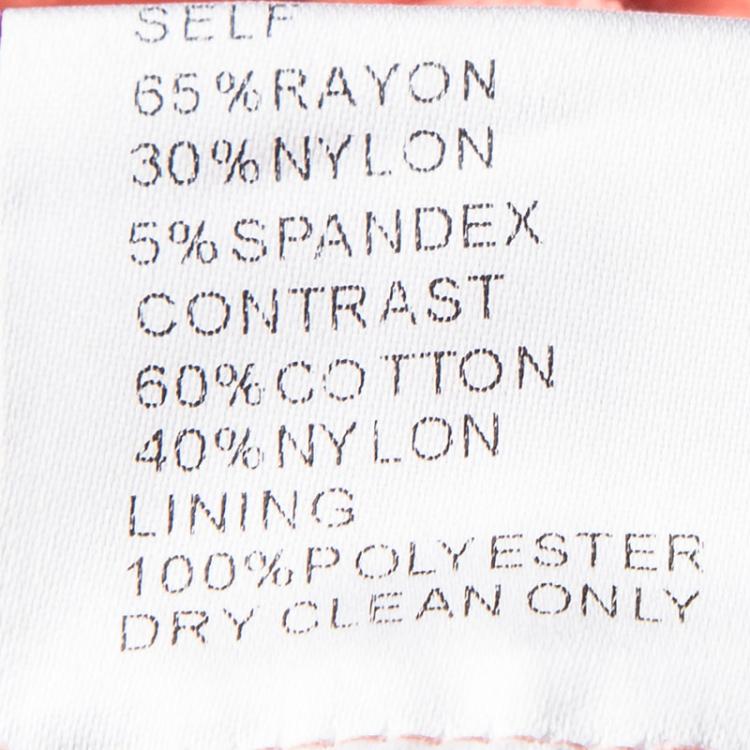 SELF
65%RAYON
30%NYLON
5%SPANDEX
CONTRAST
60%COTTON
40%NYLON
LINING
100%POLYESTER
DRY CLEAN ONLY